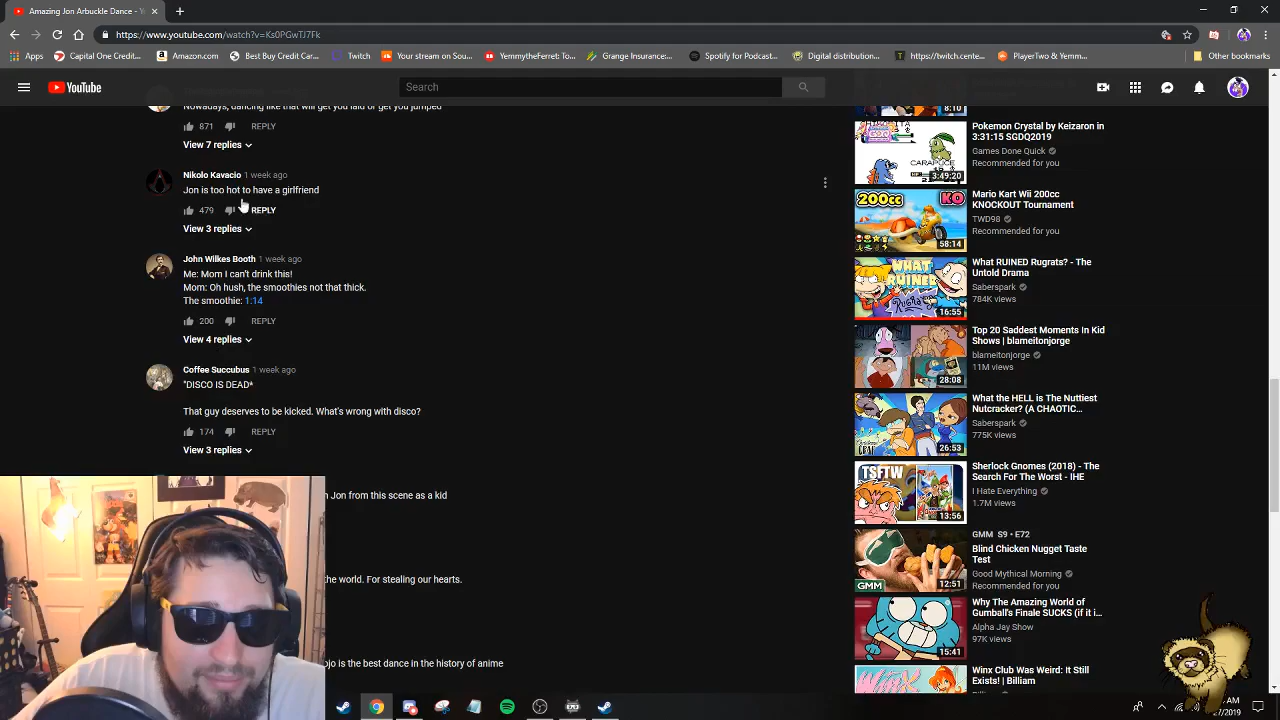 Amazing Jon Arbuckle Dance - Y
https://www.youtube.com/watch?v=Ks0PGwTJ7Fk
Apps
Capital One Credi...
Amazon.com
Best Buy Credit Car...
Twitch
Your stream on Sou...
YemmytheFerret: To...
Grange Insurance:...
Spotify for Podcast...
Digital distribution...
https://twitch.cente...
PlayerTwo & Yemm...
Other bookmarks
YouTube
Search
Nowadays, dancing like that will get you laid or get you jumped
871
REPLY
View 7 replies
Nikolo Kavacio 1 week ago
Jon is too hot to have a girlfriend
479
REPLY
View 3 replies
John Wilkes Booth 1 week ago
Me: Mom I can't drink this!
Mom: Oh hush, the smoothies not that thick.
The smoothie: 1:14
200
REPLY
View 4 replies
Coffee Succubus 1 week ago
"DISCO IS DEAD*
That guy deserves to be kicked. What's wrong with disco?
174
REPLY
View 3 replies
Jon from this scene as a kid
the world. For stealing our hearts.
ojo is the best dance in the history of anime
8:10
CARAPUCE
3:49:20
Pokemon Crystal by Keizaron in
3:31:15 SGDQ2019
Games Done Quick
Recommended for you
200cc
KO
58:14
Mario Kart Wii 200cc
KNOCKOUT Tournament
TWD98
Recommended for you
WHAT
RUINED
RUGRATS?
16:55
What RUINED Rugrats? - The
Untold Drama
Saberspark
784K views
28:08
Top 20 Saddest Moments In Kid
Shows | blameitonjorge
blameitonjorge
11M views
26:53
What the HELL is The Nuttiest
Nutcracker? (A CHAOTIC...
Saberspark
775K views
TSFTW
13:56
Sherlock Gnomes (2018) - The
Search For The Worst - IHE
I Hate Everything
1.7M views
GMM
12:51
GMM S9 • E72
Blind Chicken Nugget Taste
Test
Good Mythical Morning
Recommended for you
15:41
Why The Amazing World of
Gumball's Finale SUCKS (if it i...
Alpha Jay Show
97K views
Winx
Winx Club Was Weird: It Still
Exists! | Billiam
AM
7/2019